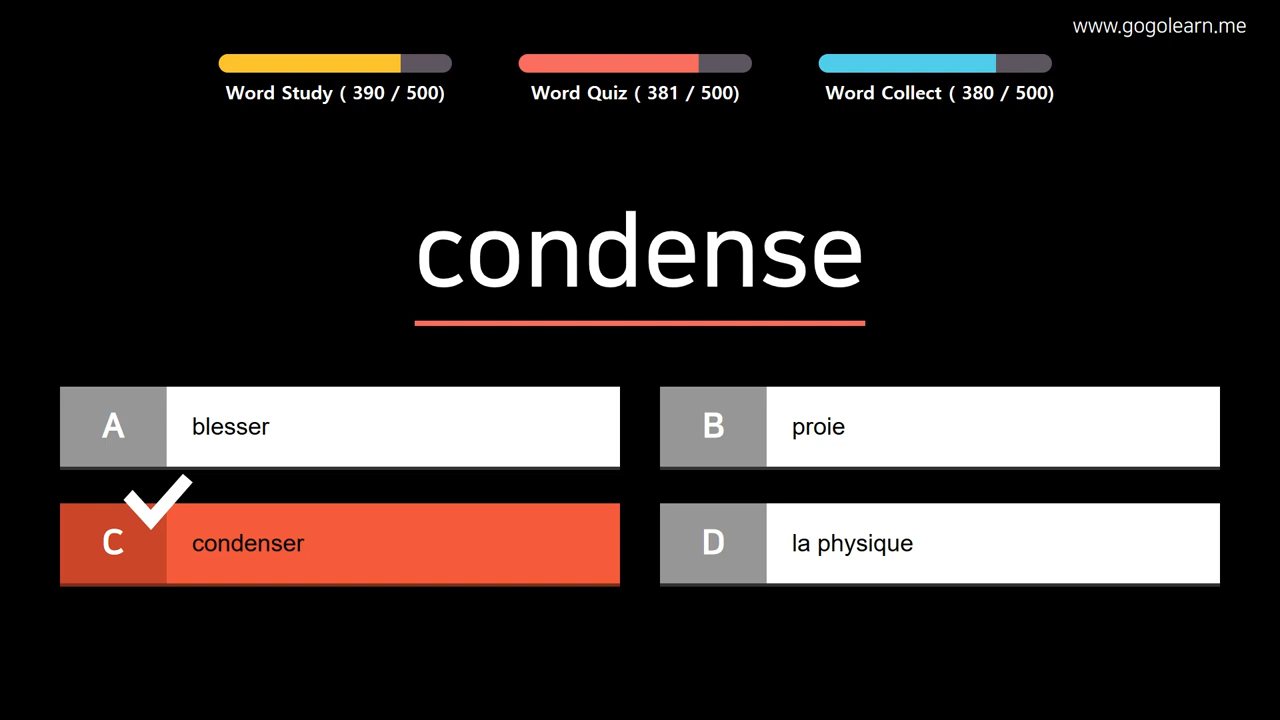 www.gogolearn.me
Word Study ( 390 / 500)
Word Quiz ( 381 / 500)
Word Collect ( 380 / 500)
condense
A blesser
B proie
C condenser
D la physique